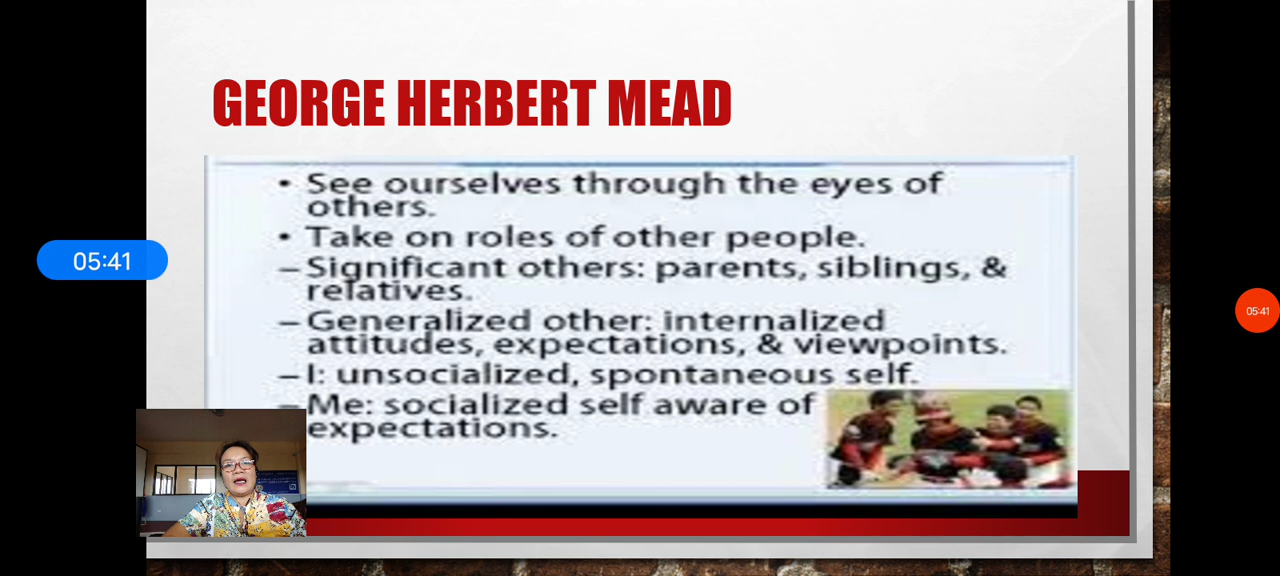 GEORGE HERBERT MEAD
• See ourselves through the eyes of
others.
• Take on roles of other people.
– Significant others: parents, siblings, &
relatives.
– Generalized other: internalized
attitudes, expectations, & viewpoints.
– I: unsocialized, spontaneous self.
– Me: socialized self aware of
expectations.
05:41
05:41